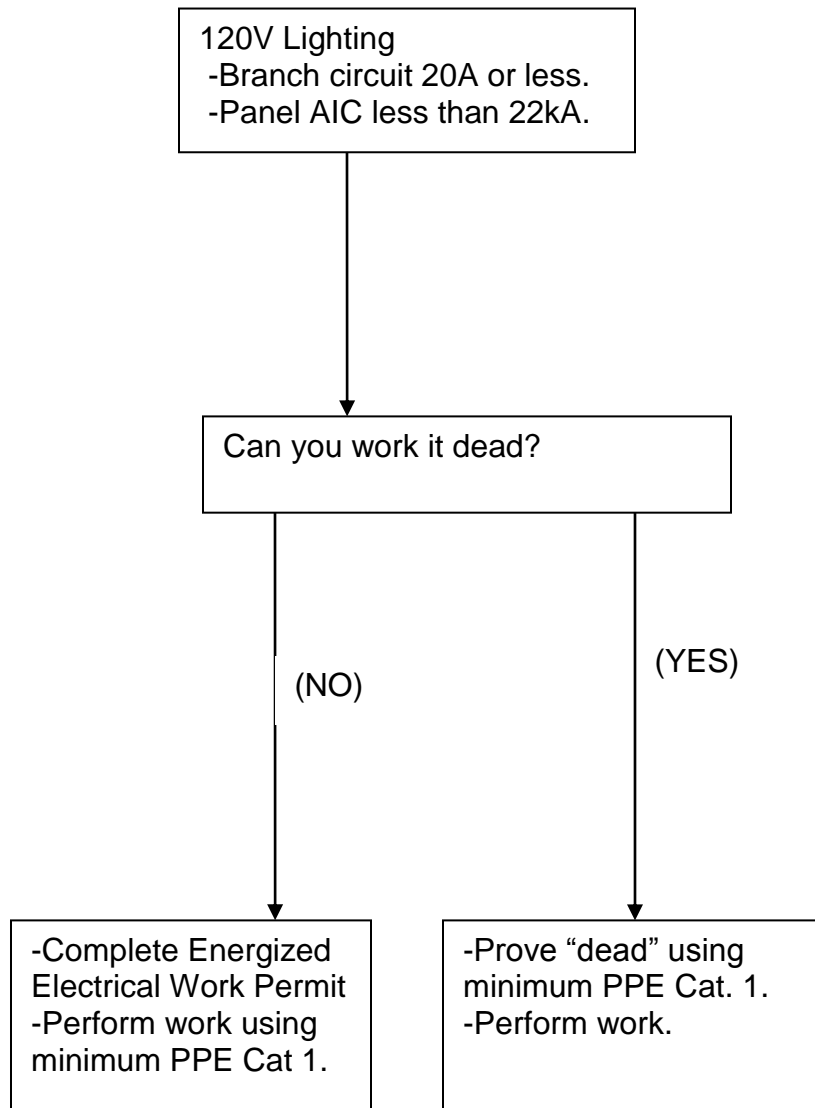 120V Lighting
-Branch circuit 20A or less.
-Panel AIC less than 22kA.
Can you work it dead?
(NO)
(YES)
-Complete Energized
Electrical Work Permit
-Perform work using
minimum PPE Cat 1.
-Prove “dead” using
minimum PPE Cat. 1.
-Perform work.